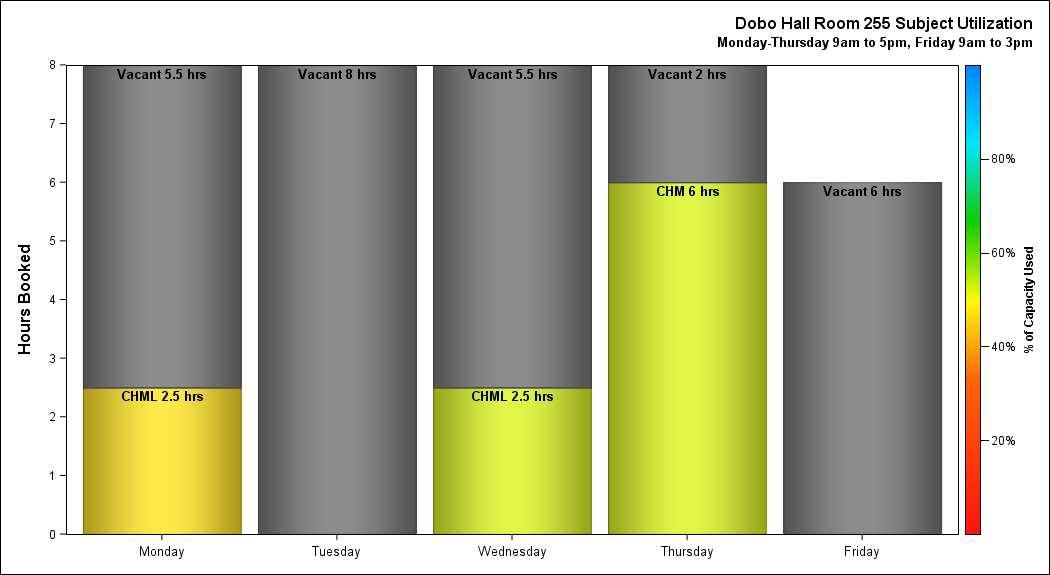 Dobo Hall Room 255 Subject Utilization
Monday-Thursday 9am to 5pm, Friday 9am to 3pm
Hours Booked
8
7
6
5
4
3
2
1
0
Vacant 5.5 hrs
CHML 2.5 hrs
Vacant 8 hrs
Vacant 5.5 hrs
CHML 2.5 hrs
Vacant 2 hrs
CHM 6 hrs
Vacant 6 hrs
Monday
Tuesday
Wednesday
Thursday
Friday
80%
60%
40%
20%
% of Capacity Used